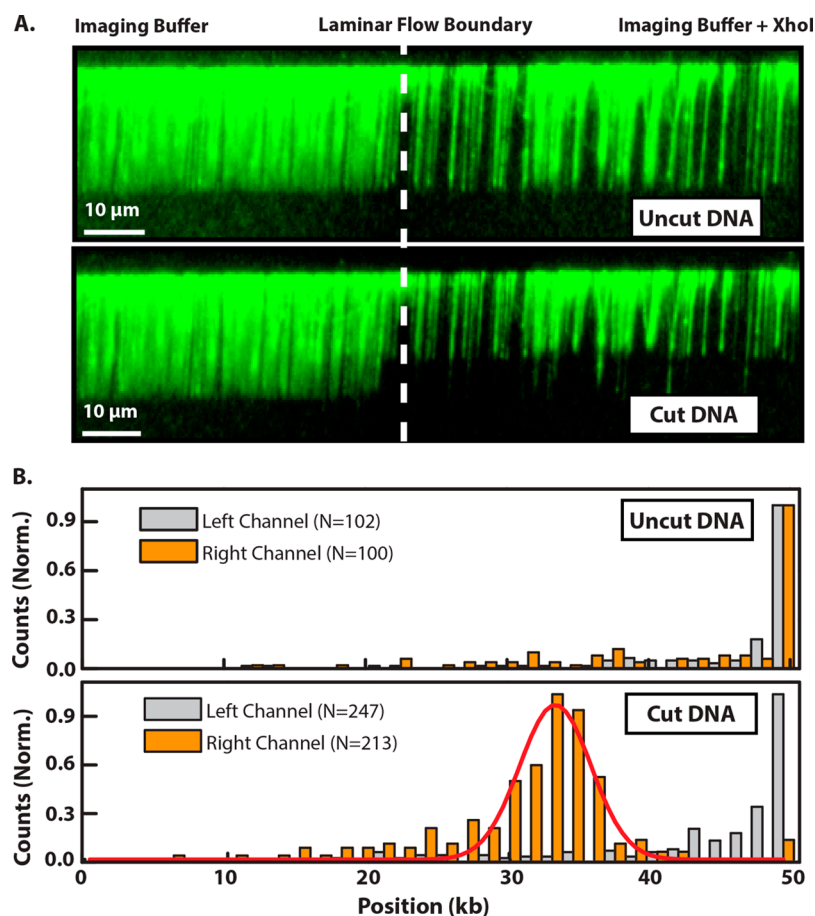 A.
Imaging Buffer
Laminar Flow Boundary
Imaging Buffer + XhoI
10 µm
Uncut DNA
10 µm
Cut DNA
B.
Counts (Norm.)
0.9
0.6
0.3
0.0
Left Channel (N=102)
Right Channel (N=100)
Uncut DNA
Counts (Norm.)
0.9
0.6
0.3
0.0
Left Channel (N=247)
Right Channel (N=213)
Cut DNA
0 10 20 30 40 50
Position (kb)